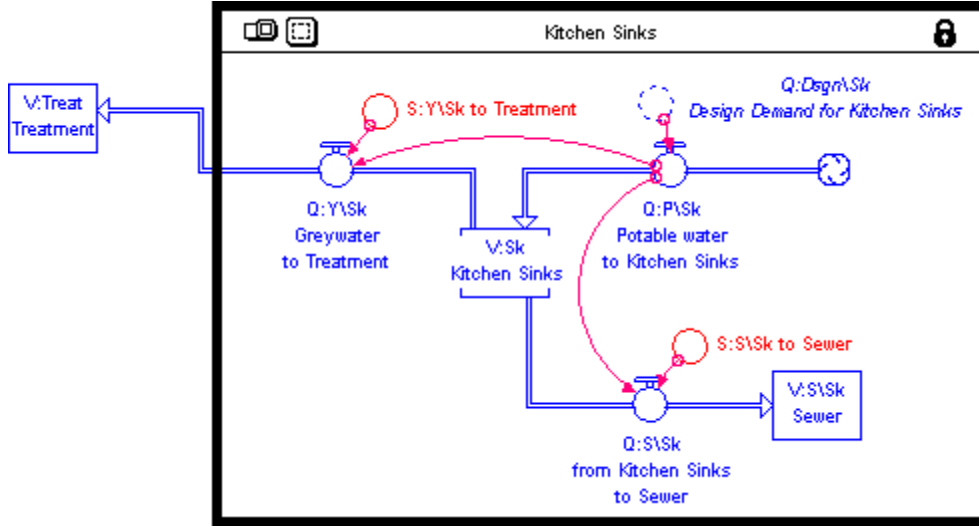 Kitchen Sinks
V:Treat
Treatment
S:Y\Sk to Treatment
Q:Dsgn\Sk
Design Demand for Kitchen Sinks
Q:Y\Sk
Greywater
to Treatment
V:Sk
Kitchen Sinks
Q:P\Sk
Potable water
to Kitchen Sinks
S:S\Sk to Sewer
V:S\Sk
Sewer
Q:S\Sk
from Kitchen Sinks
to Sewer